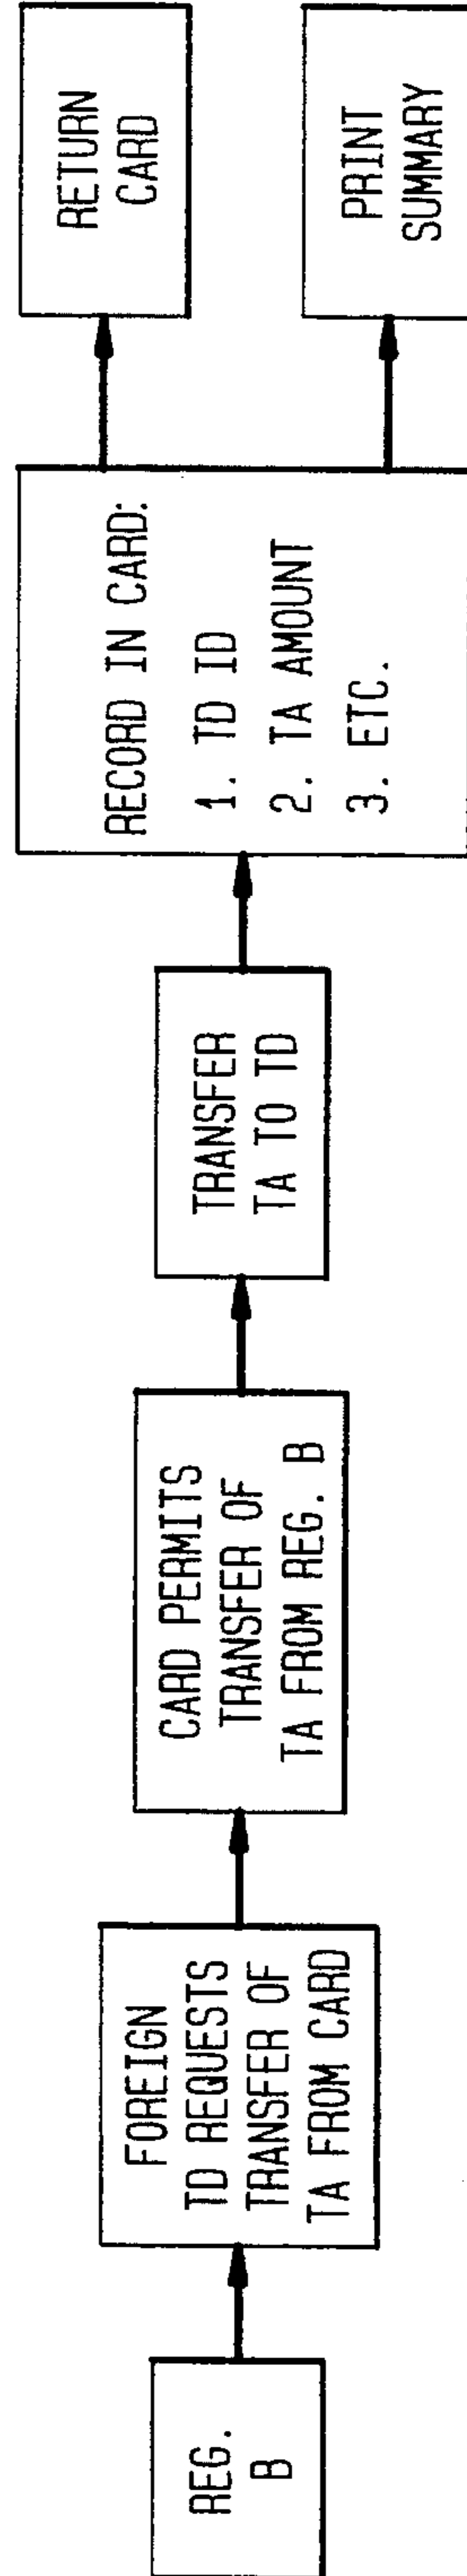 REG.
B
FOREIGN
TD REQUESTS
TRANSFER OF
TA FROM CARD
CARD PERMITS
TRANSFER OF
TA FROM REG. B
TRANSFER
TA TO TD
RECORD IN CARD:
1. TD ID
2. TA AMOUNT
3. ETC.
RETURN
CARD
PRINT
SUMMARY